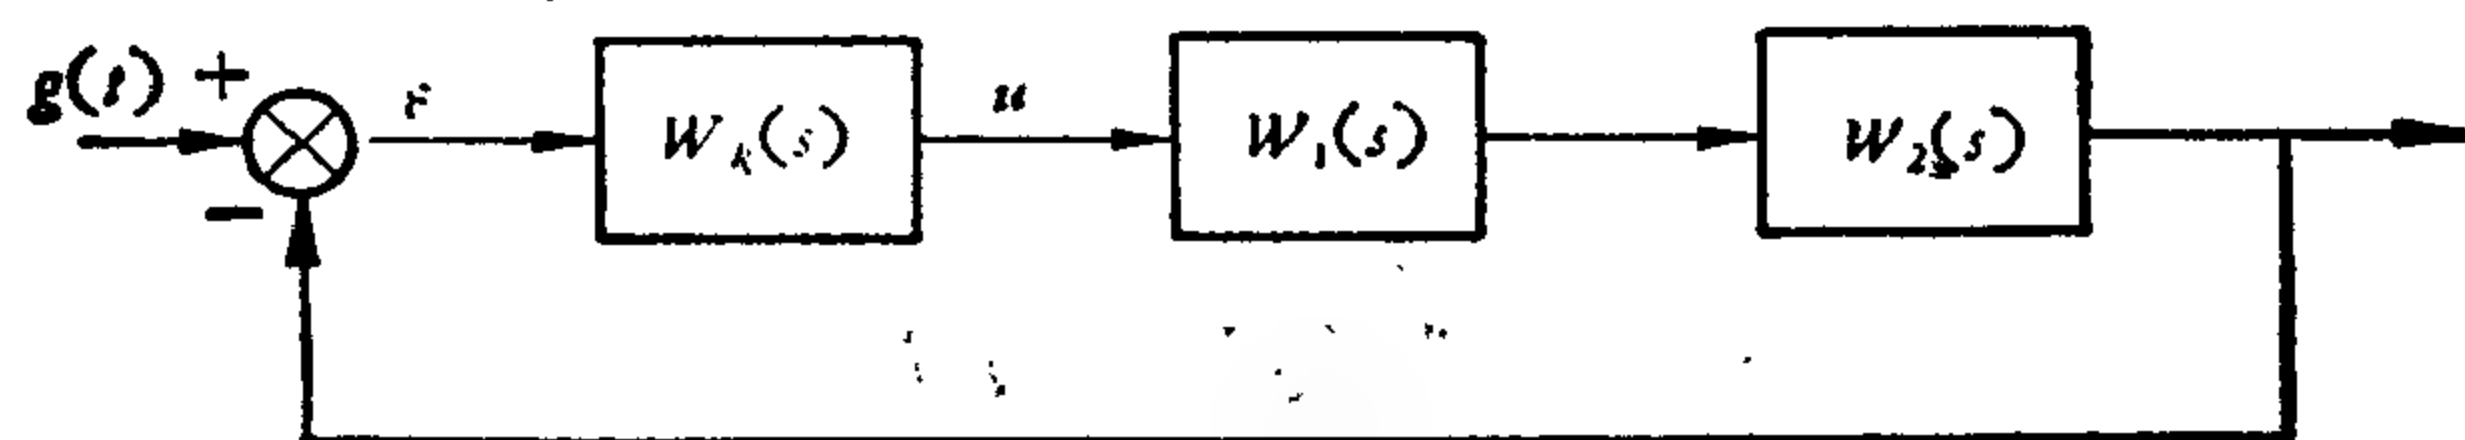 g(t) +
ε
W_k(s)
u
W_1(s)
W_2(s)
−